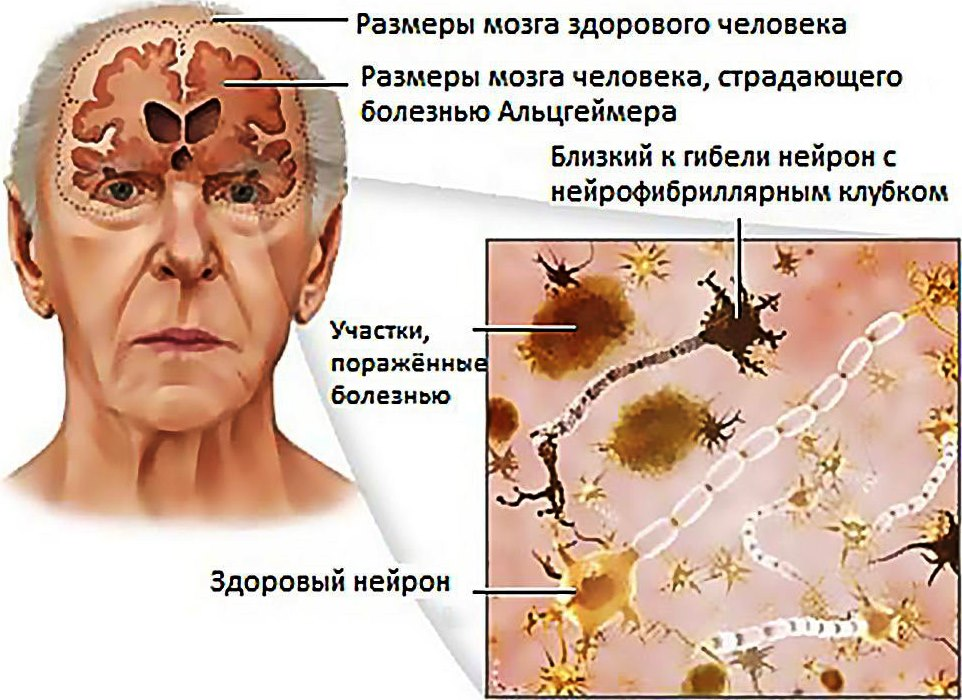 Размеры мозга здорового человека
Размеры мозга человека, страдающего
болезнью Альцгеймера
Близкий к гибели нейрон с
нейрофибриллярным клубком
Участки,
поражённые
болезнью
Здоровый нейрон